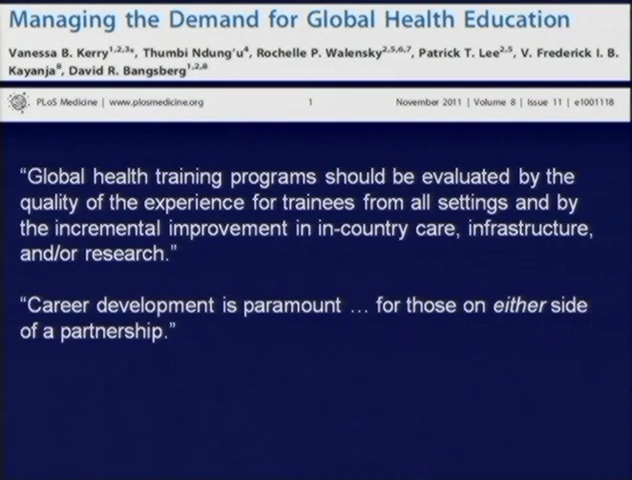 Managing the Demand for Global Health Education
Vanessa B. Kerry1,2,3*, Thumbi Ndung'u4, Rochelle P. Walensky2,5,6,7, Patrick T. Lee2,5, V. Frederick I. B.
Kayanja8, David R. Bangsberg1,2,8
PLoS Medicine | www.plosmedicine.org 1 November 2011 | Volume 8 | Issue 11 | e1001118
“Global health training programs should be evaluated by the
quality of the experience for trainees from all settings and by
the incremental improvement in in-country care, infrastructure,
and/or research.”
“Career development is paramount … for those on either side
of a partnership.”